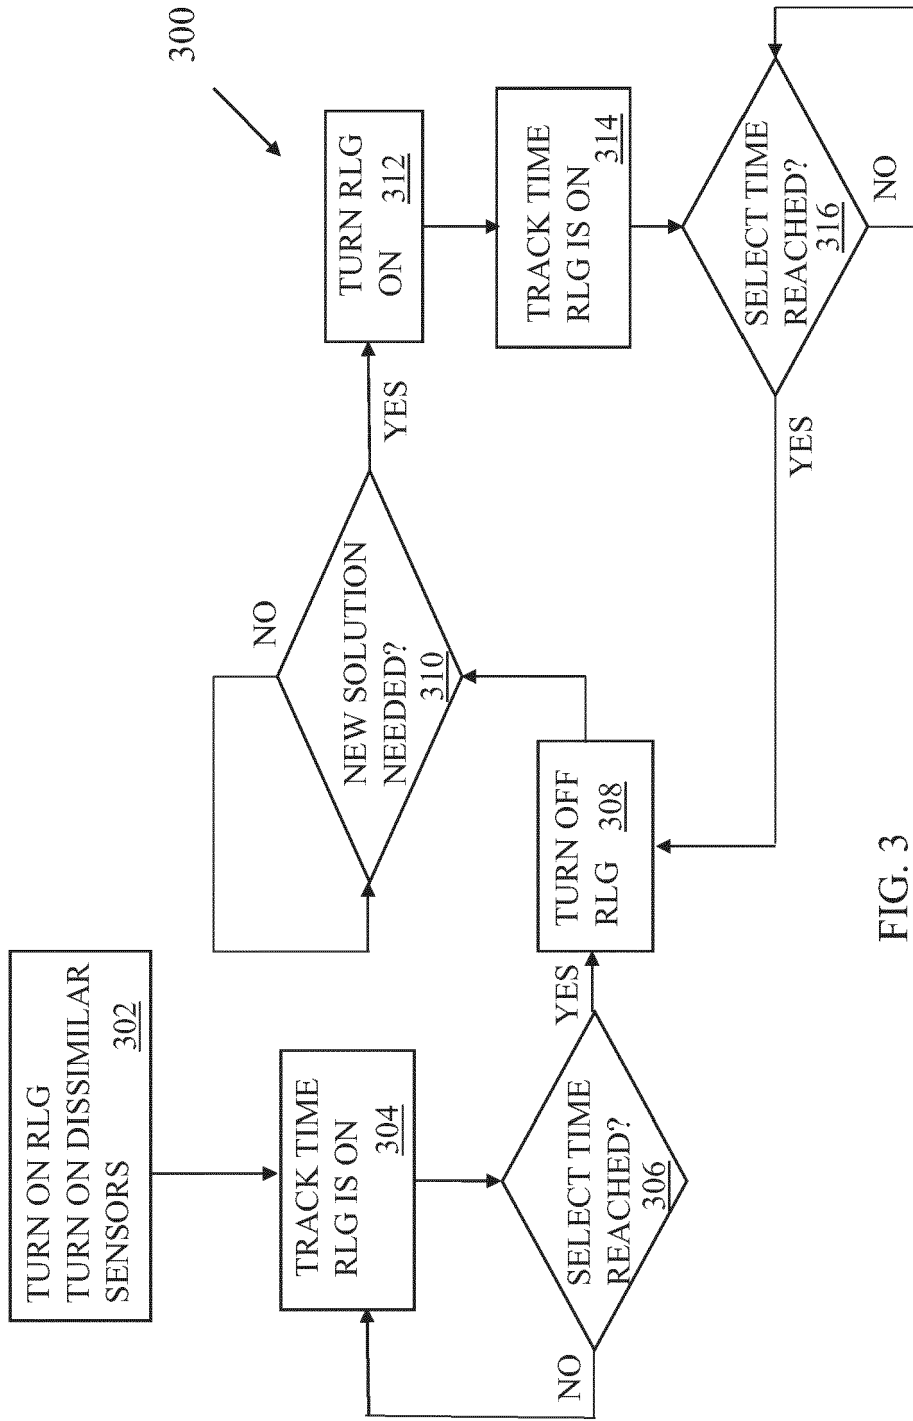 300
TURN ON RLG
TURN ON DISSIMILAR
SENSORS
302
TRACK TIME
RLG IS ON
304
SELECT TIME
REACHED?
306
NO
YES
TURN OFF
RLG 308
NEW SOLUTION
NEEDED?
310
NO
YES
TURN RLG
ON 312
TRACK TIME
RLG IS ON
314
SELECT TIME
REACHED?
316
NO
YES
FIG. 3